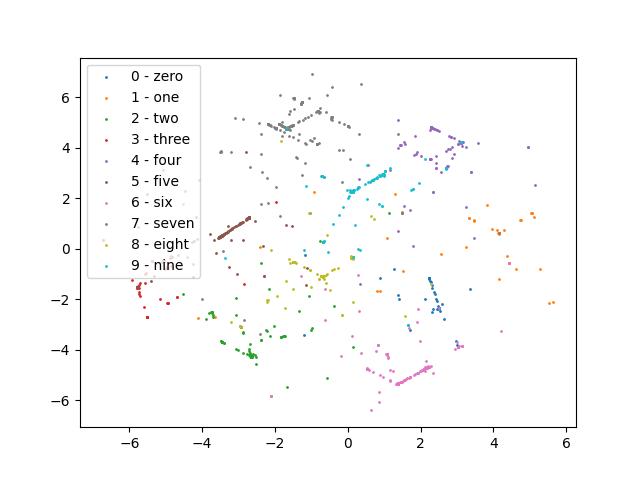 0 - zero
1 - one
2 - two
3 - three
4 - four
5 - five
6 - six
7 - seven
8 - eight
9 - nine
6
4
2
0
−2
−4
−6
−6 −4 −2 0 2 4 6